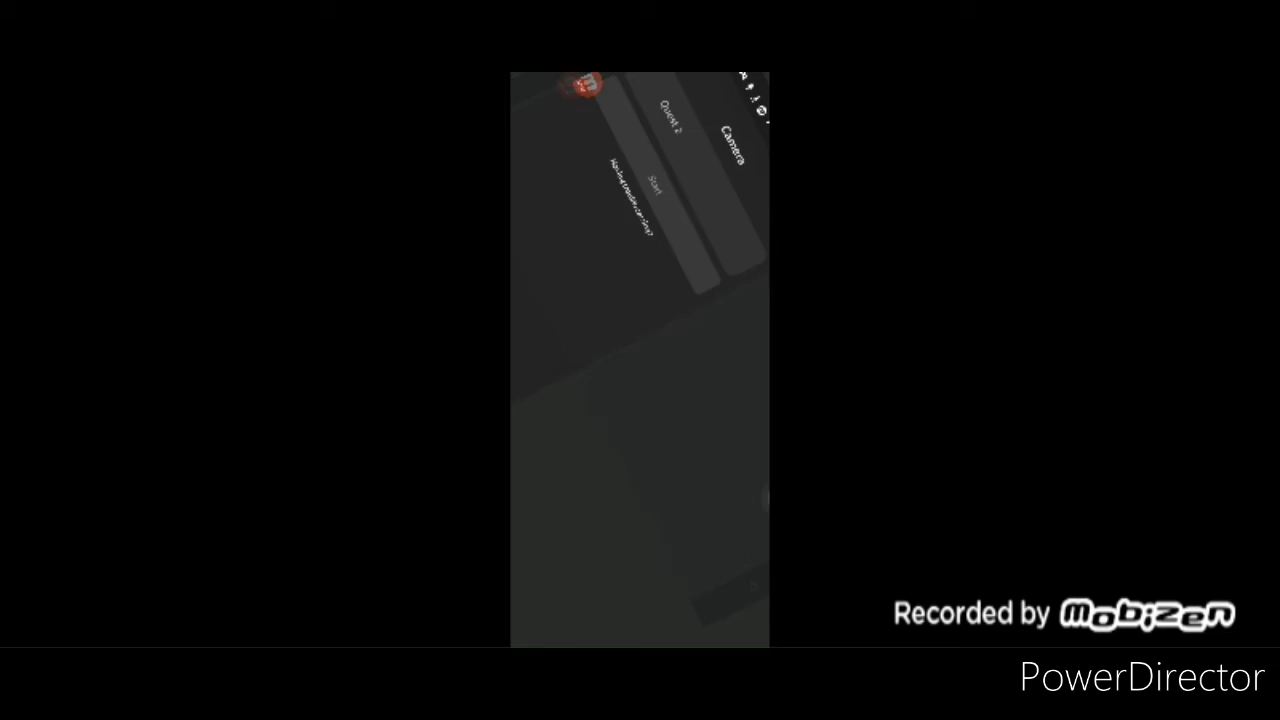 Camera
Quest 2
Start
Recorded by mobizen
PowerDirector